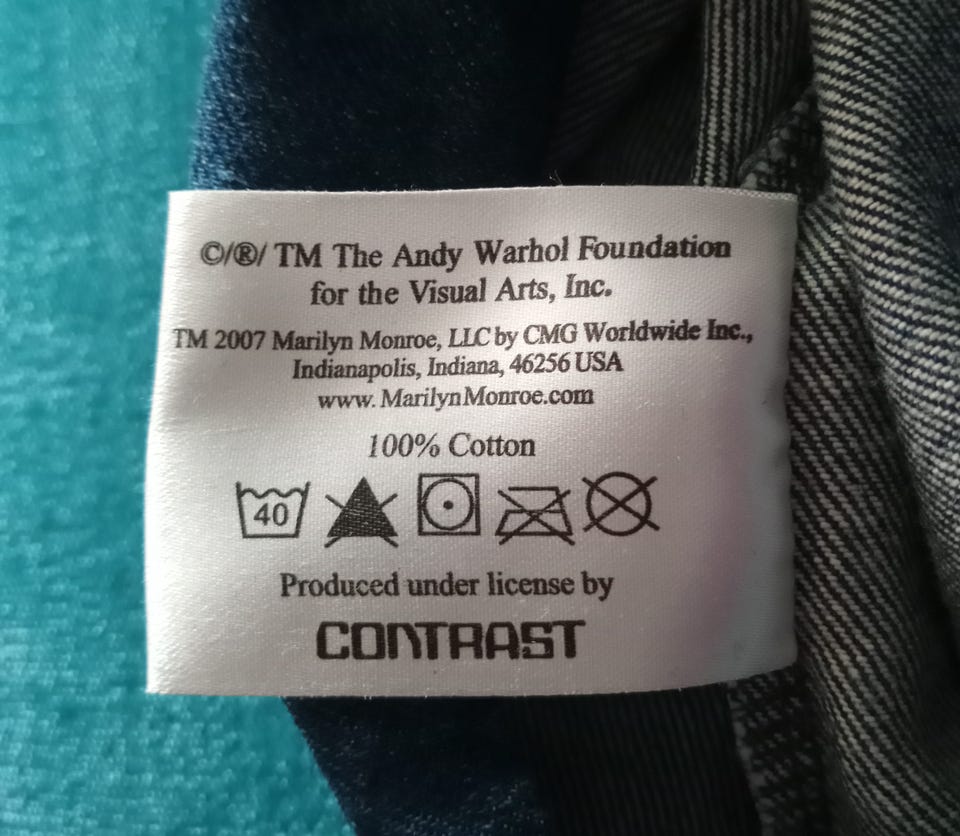 ©/®/ TM The Andy Warhol Foundation
for the Visual Arts, Inc.
TM 2007 Marilyn Monroe, LLC by CMG Worldwide Inc.,
Indianapolis, Indiana, 46256 USA
www.MarilynMonroe.com
100% Cotton
40
Produced under license by
CONTRAST